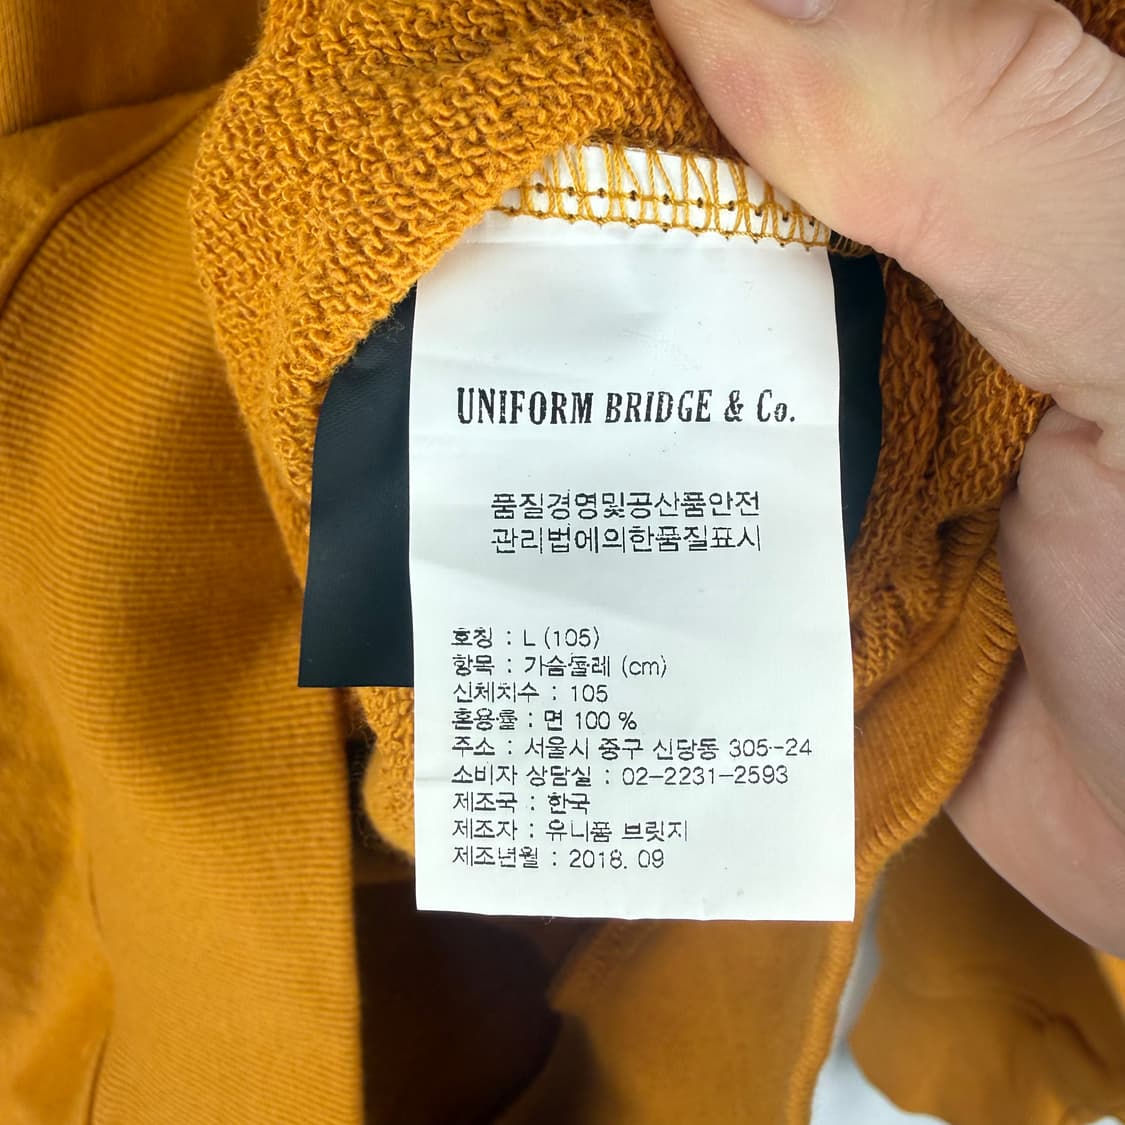 UNIFORM BRIDGE & Co.
품질경영및공산품안전
관리법에의한품질표시
호칭 : L (105)
항목 : 가슴둘레 (cm)
신체치수 : 105
혼용률 : 면 100 %
주소 : 서울시 중구 신당동 305-24
소비자 상담실 : 02-2231-2593
제조국 : 한국
제조자 : 유니폼 브릿지
제조년월 : 2018. 09